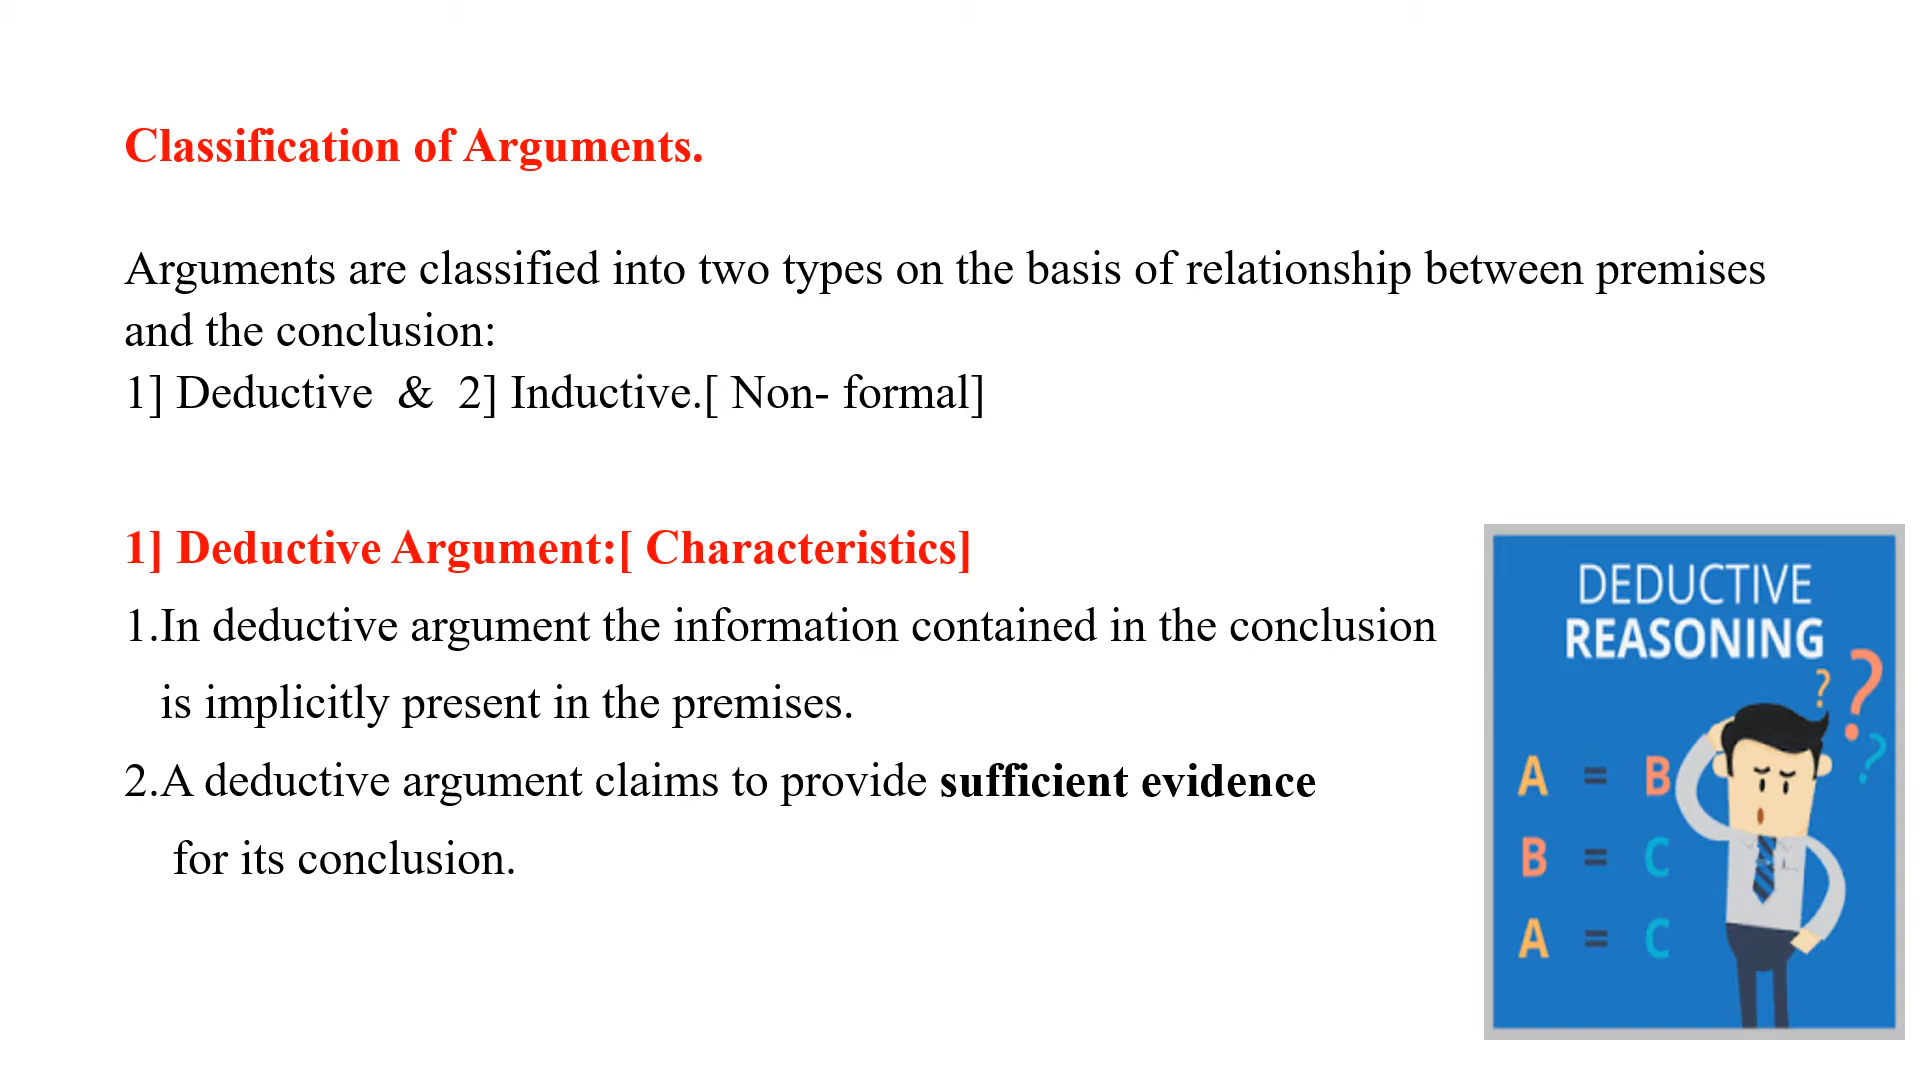 Classification of Arguments.
Arguments are classified into two types on the basis of relationship between premises
and the conclusion:
1] Deductive & 2] Inductive.[ Non- formal]
1] Deductive Argument:[ Characteristics]
1.In deductive argument the information contained in the conclusion
is implicitly present in the premises.
2.A deductive argument claims to provide sufficient evidence
for its conclusion.
DEDUCTIVE
REASONING
? ? ?
A = B
B = C
A = C